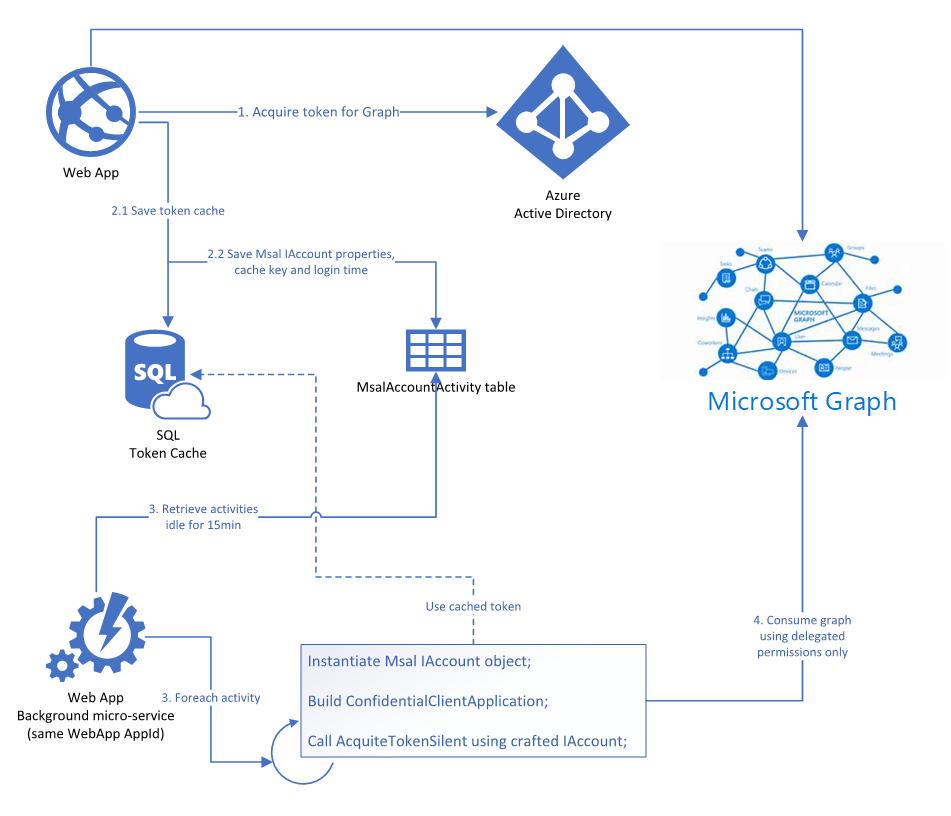 1. Acquire token for Graph
Web App
Azure
Active Directory
2.1 Save token cache
2.2 Save Msal IAccount properties,
cache key and login time
Groups
Teams
Tasks
Calendar
Chats
Files
MICROSOFT
GRAPH
Insights
User
Messages
Coworkers
Meetings
People
Devices
SQL
MsalAccountActivity table
Microsoft Graph
SQL
Token Cache
3. Retrieve activities
idle for 15min
Use cached token
4. Consume graph
using delegated
permissions only
Instantiate Msal IAccount object;
Build ConfidentialClientApplication;
Call AcquiteTokenSilent using crafted IAccount;
Web App
Background micro-service
(same WebApp AppId)
3. Foreach activity